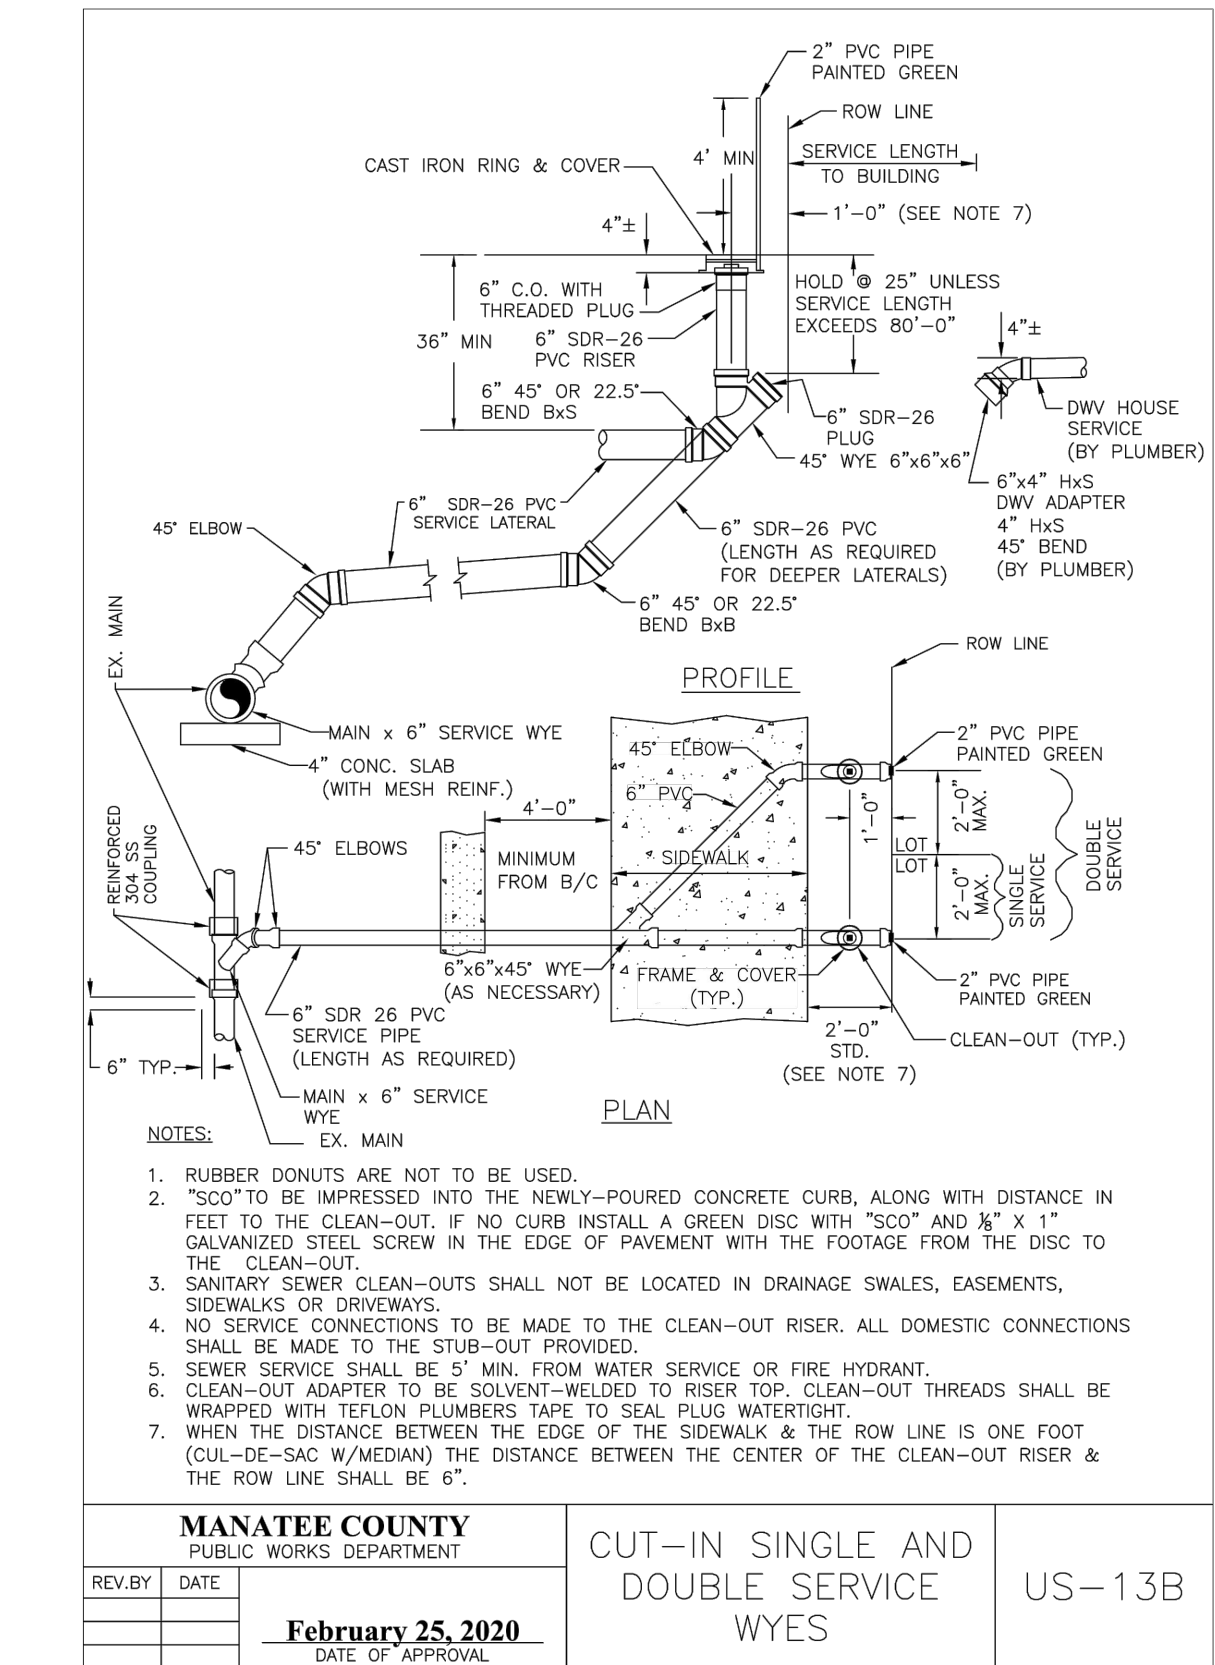 2" PVC PIPE
PAINTED GREEN
ROW LINE
4' MIN
SERVICE LENGTH
TO BUILDING
CAST IRON RING & COVER
1'-0" (SEE NOTE 7)
4"±
6" C.O. WITH
THREADED PLUG
HOLD @ 25" UNLESS
SERVICE LENGTH
EXCEEDS 80'-0"
36" MIN
6" SDR-26
PVC RISER
4"±
6" 45° OR 22.5°
BEND BxS
6" SDR-26
PLUG
DWV HOUSE
SERVICE
(BY PLUMBER)
45° WYE 6"x6"x6"
6"x4" HxS
DWV ADAPTER
4" HxS
45° BEND
(BY PLUMBER)
6" SDR-26 PVC
SERVICE LATERAL
45° ELBOW
6" SDR-26 PVC
(LENGTH AS REQUIRED
FOR DEEPER LATERALS)
6" 45° OR 22.5°
BEND BxB
EX. MAIN
ROW LINE
PROFILE
MAIN x 6" SERVICE WYE
4" CONC. SLAB
(WITH MESH REINF.)
45° ELBOW
2" PVC PIPE
PAINTED GREEN
6" PVC
4'-0"
1'-0"
2'-0"
MAX.
REINFORCED
304 SS
COUPLING
45° ELBOWS
MINIMUM
FROM B/C
SIDEWALK
LOT
LOT
2'-0"
MAX.
SINGLE
SERVICE
DOUBLE
SERVICE
6"x6"x45° WYE
(AS NECESSARY)
FRAME & COVER
(TYP.)
2" PVC PIPE
PAINTED GREEN
6" SDR 26 PVC
SERVICE PIPE
(LENGTH AS REQUIRED)
2'-0"
STD.
(SEE NOTE 7)
CLEAN-OUT (TYP.)
6" TYP.
MAIN x 6" SERVICE
WYE
EX. MAIN
PLAN
NOTES:
1. RUBBER DONUTS ARE NOT TO BE USED.
2. "SCO" TO BE IMPRESSED INTO THE NEWLY-POURED CONCRETE CURB, ALONG WITH DISTANCE IN
FEET TO THE CLEAN-OUT. IF NO CURB INSTALL A GREEN DISC WITH "SCO" AND ⅛" X 1"
GALVANIZED STEEL SCREW IN THE EDGE OF PAVEMENT WITH THE FOOTAGE FROM THE DISC TO
THE CLEAN-OUT.
3. SANITARY SEWER CLEAN-OUTS SHALL NOT BE LOCATED IN DRAINAGE SWALES, EASEMENTS,
SIDEWALKS OR DRIVEWAYS.
4. NO SERVICE CONNECTIONS TO BE MADE TO THE CLEAN-OUT RISER. ALL DOMESTIC CONNECTIONS
SHALL BE MADE TO THE STUB-OUT PROVIDED.
5. SEWER SERVICE SHALL BE 5' MIN. FROM WATER SERVICE OR FIRE HYDRANT.
6. CLEAN-OUT ADAPTER TO BE SOLVENT-WELDED TO RISER TOP. CLEAN-OUT THREADS SHALL BE
WRAPPED WITH TEFLON PLUMBERS TAPE TO SEAL PLUG WATERTIGHT.
7. WHEN THE DISTANCE BETWEEN THE EDGE OF THE SIDEWALK & THE ROW LINE IS ONE FOOT
(CUL-DE-SAC W/MEDIAN) THE DISTANCE BETWEEN THE CENTER OF THE CLEAN-OUT RISER &
THE ROW LINE SHALL BE 6".
MANATEE COUNTY
PUBLIC WORKS DEPARTMENT
REV.BY DATE
February 25, 2020
DATE OF APPROVAL
CUT-IN SINGLE AND
DOUBLE SERVICE
WYES
US-13B